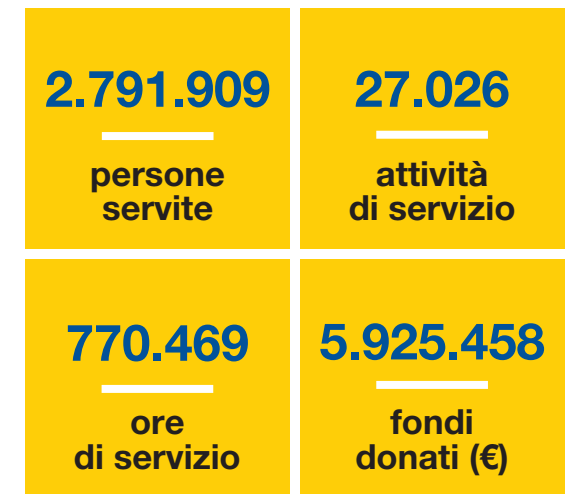 2.791.909
persone
servite
27.026
attività
di servizio
770.469
ore
di servizio
5.925.458
fondi
donati (€)